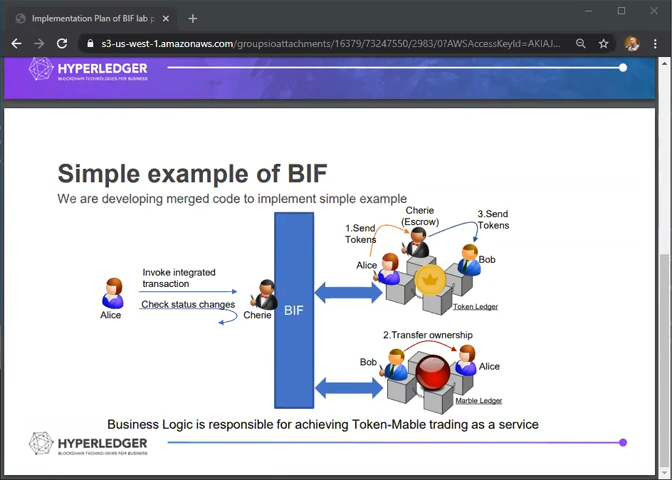 Implementation Plan of BIF lab p
s3-us-west-1.amazonaws.com/groupsioattachments/16379/73247550/2983/0?AWSAccessKeyId=AKIAJ...
HYPERLEDGER
BLOCKCHAIN TECHNOLOGIES FOR BUSINESS
Simple example of BIF
We are developing merged code to implement simple example
Cherie
(Escrow)
1.Send
Tokens
3.Send
Tokens
Alice
Bob
Token Ledger
Invoke integrated
transaction
Check status changes
Alice
Cherie
BIF
2.Transfer ownership
Bob
Alice
Marble Ledger
Business Logic is responsible for achieving Token-Mable trading as a service
HYPERLEDGER
BLOCKCHAIN TECHNOLOGIES FOR BUSINESS